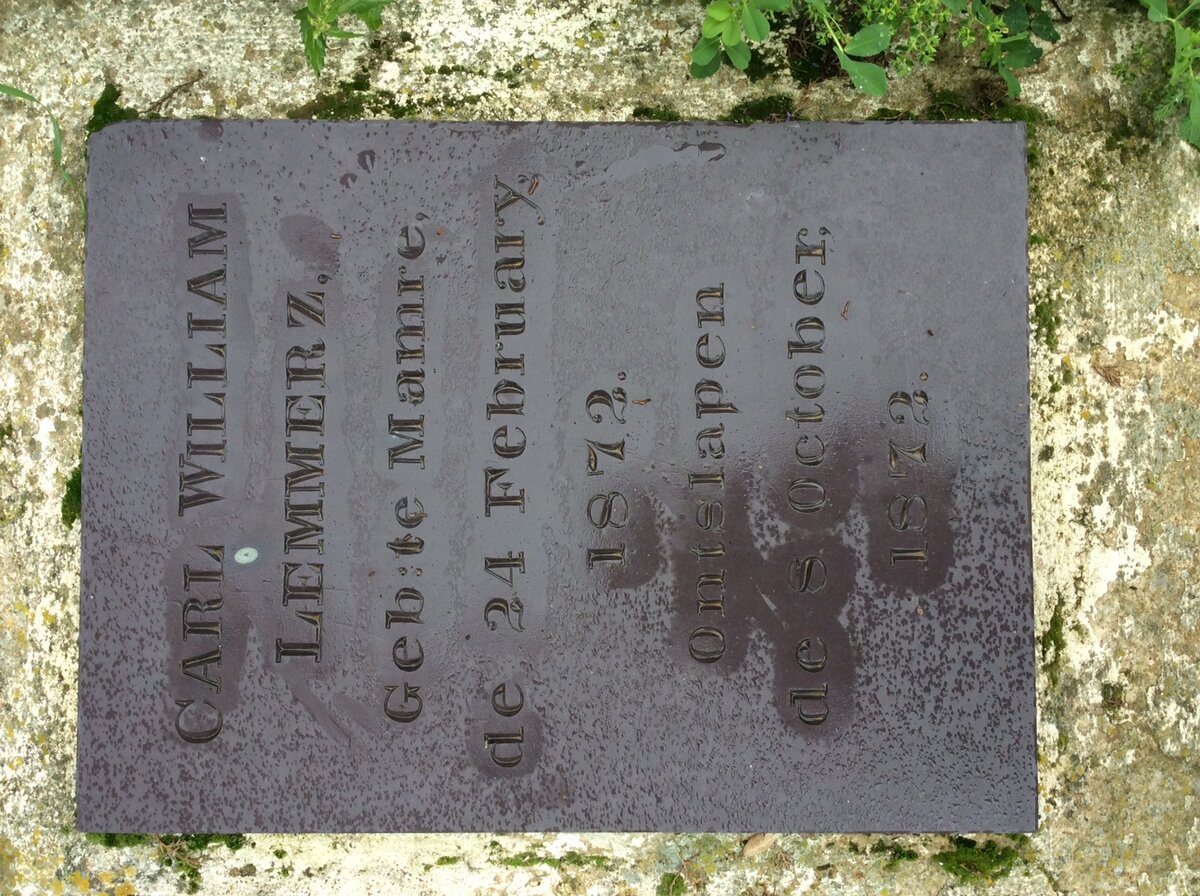 CARL WILLIAM
LEMMERZ,
Geb:te Mamre,
de 24 February,
1872.
Ontslapen
de 8 October,
1872.